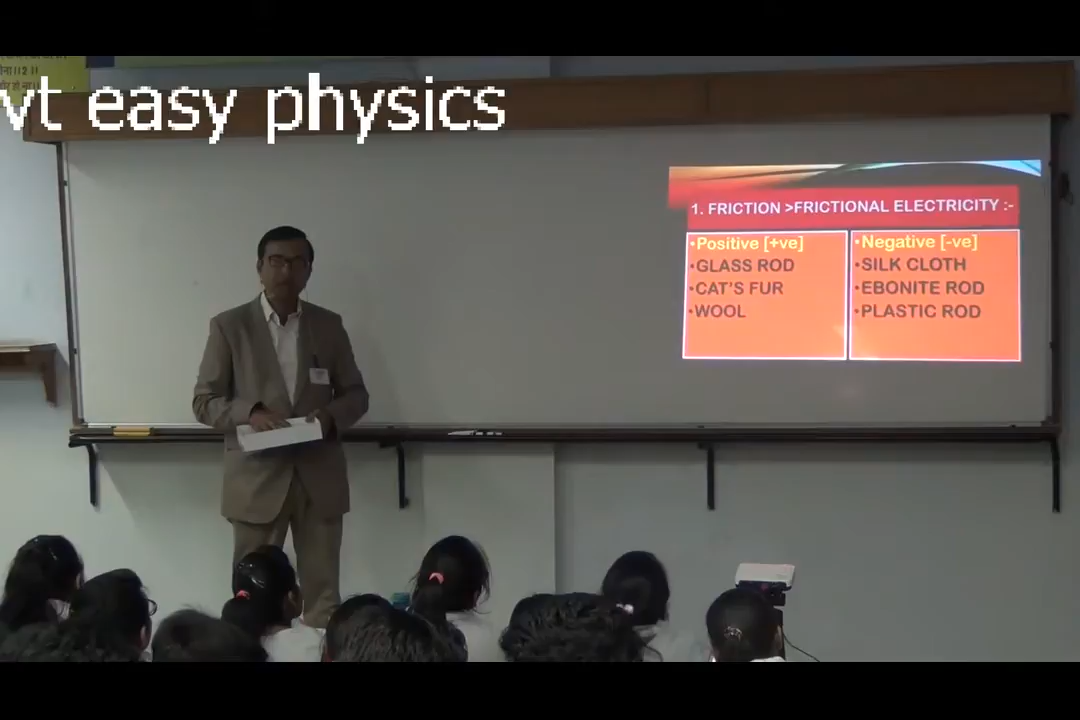 vt easy physics
1. FRICTION >FRICTIONAL ELECTRICITY :-
•Positive [+ve]
•GLASS ROD
•CAT'S FUR
•WOOL
•Negative [-ve]
•SILK CLOTH
•EBONITE ROD
•PLASTIC ROD